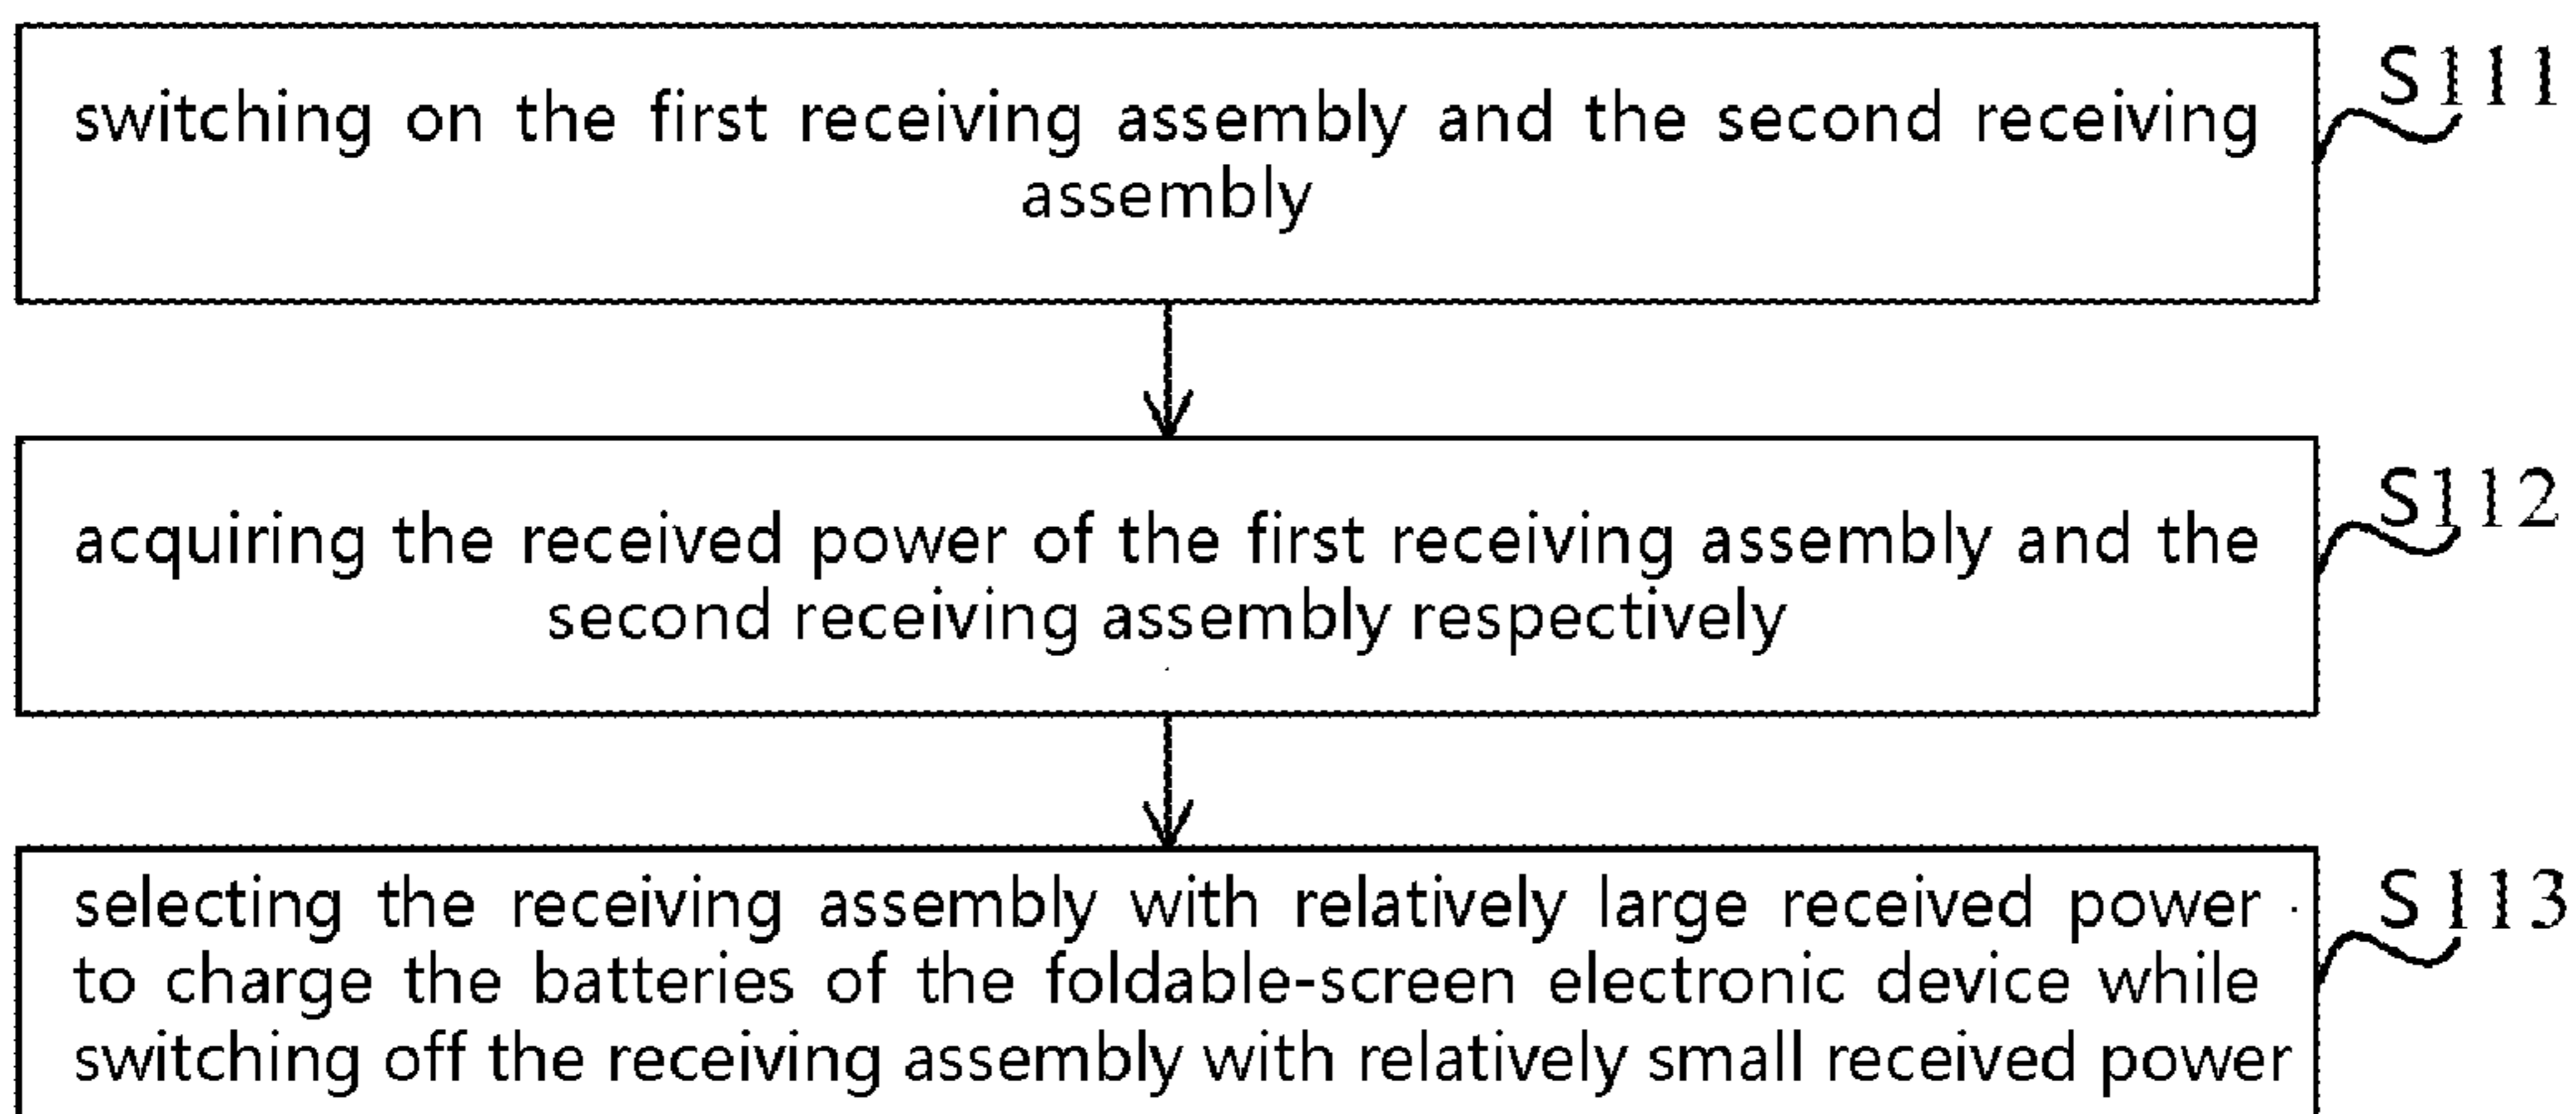 switching on the first receiving assembly and the second receiving
assembly
S111
acquiring the received power of the first receiving assembly and the
second receiving assembly respectively
S112
selecting the receiving assembly with relatively large received power
to charge the batteries of the foldable-screen electronic device while
switching off the receiving assembly with relatively small received power
S113